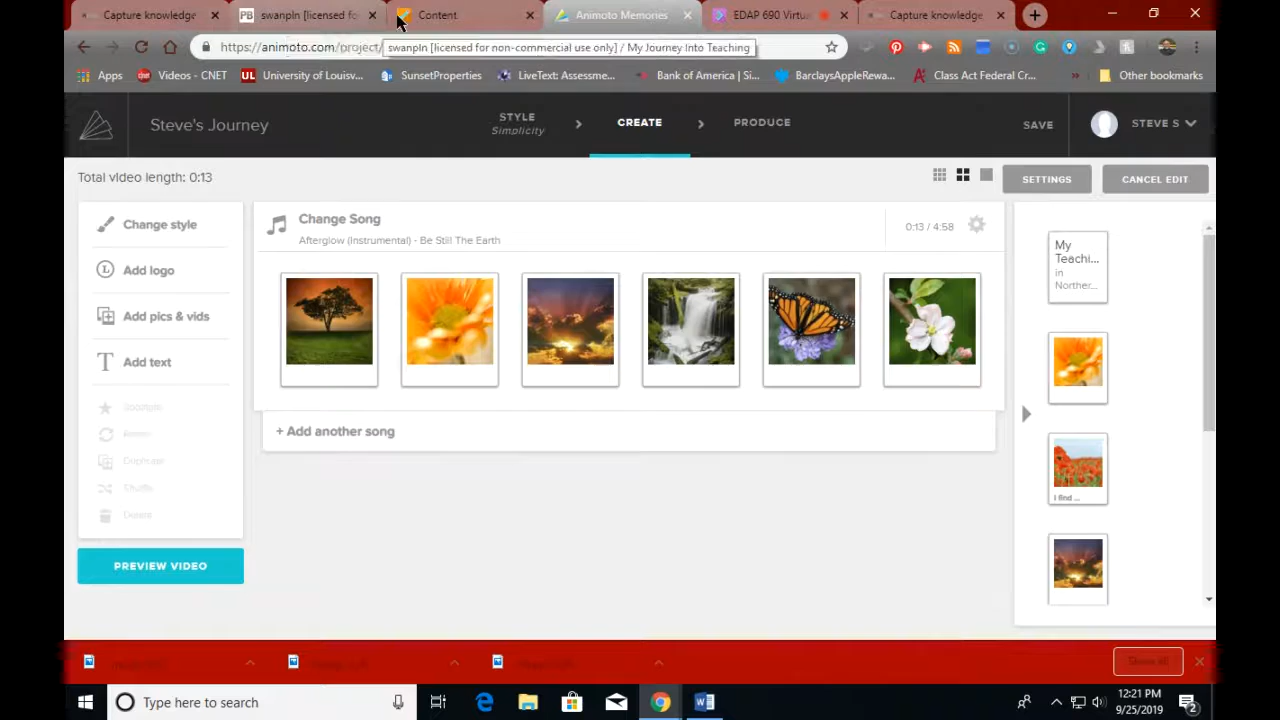 Capture knowledge
swanpln [licensed fo
Content
Animoto Memories
EDAP 690 Virtu
Capture knowledge
https://animoto.com/project/
swanpln [licensed for non-commercial use only] / My Journey Into Teaching
Apps
Videos - CNET
University of Louisv...
SunsetProperties
LiveText: Assessme...
Bank of America | Si...
BarclaysAppleRewa...
Class Act Federal Cr...
»
Other bookmarks
Steve's Journey
STYLE
Simplicity
CREATE
PRODUCE
SAVE
STEVE S
Total video length: 0:13
SETTINGS
CANCEL EDIT
Change style
Add logo
Add pics & vids
Add text
Duplicate
Shuffle
PREVIEW VIDEO
Change Song
Afterglow (Instrumental) - Be Still The Earth
0:13 / 4:58
+ Add another song
My
Teachi...
in
Norther...
I find ...
Show all
Type here to search
12:21 PM
9/25/2019
2